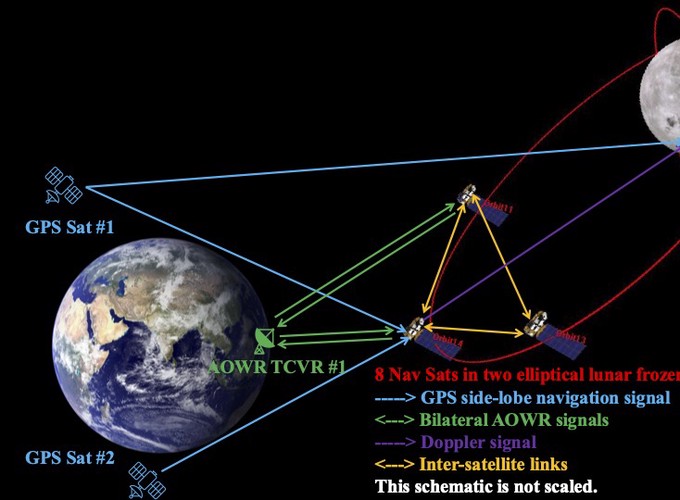 GPS Sat #1
Orbit11
AOWR TCVR #1
Orbit14
Orbit13
8 Nav Sats in two elliptical lunar frozen
-----> GPS side-lobe navigation signal
<---> Bilateral AOWR signals
-----> Doppler signal
<---> Inter-satellite links
GPS Sat #2
This schematic is not scaled.